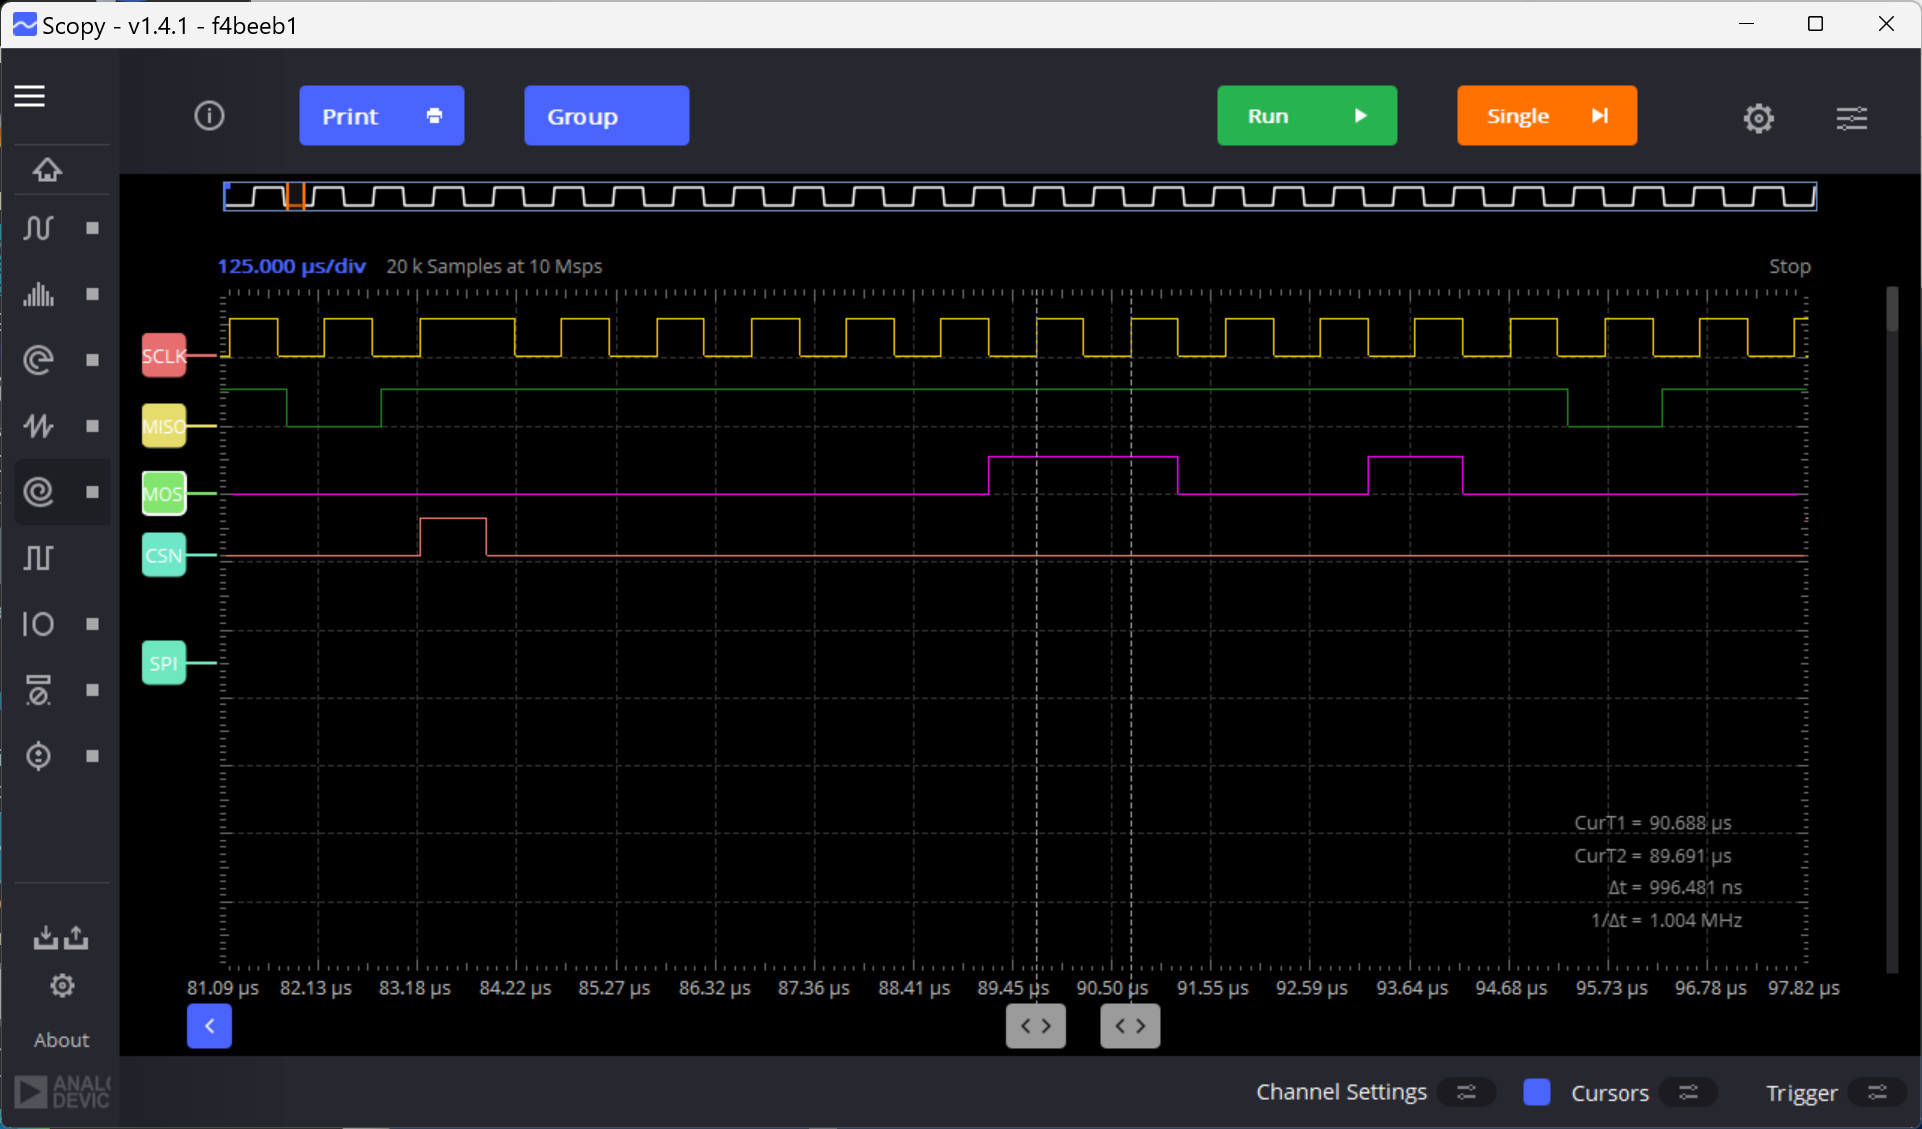 Scopy - v1.4.1 - f4beeb1
Print
Group
Run
Single
125.000 µs/div 20 k Samples at 10 Msps
Stop
SCLK
MISO
MOS
CSN
SPI
CurT1 = 90.688 µs
CurT2 = 89.691 µs
Δt = 996.481 ns
1/Δt = 1.004 MHz
81.09 µs 82.13 µs 83.18 µs 84.22 µs 85.27 µs 86.32 µs 87.36 µs 88.41 µs 89.45 µs 90.50 µs 91.55 µs 92.59 µs 93.64 µs 94.68 µs 95.73 µs 96.78 µs 97.82 µs
About
ANAL
DEVIC
Channel Settings
Cursors
Trigger